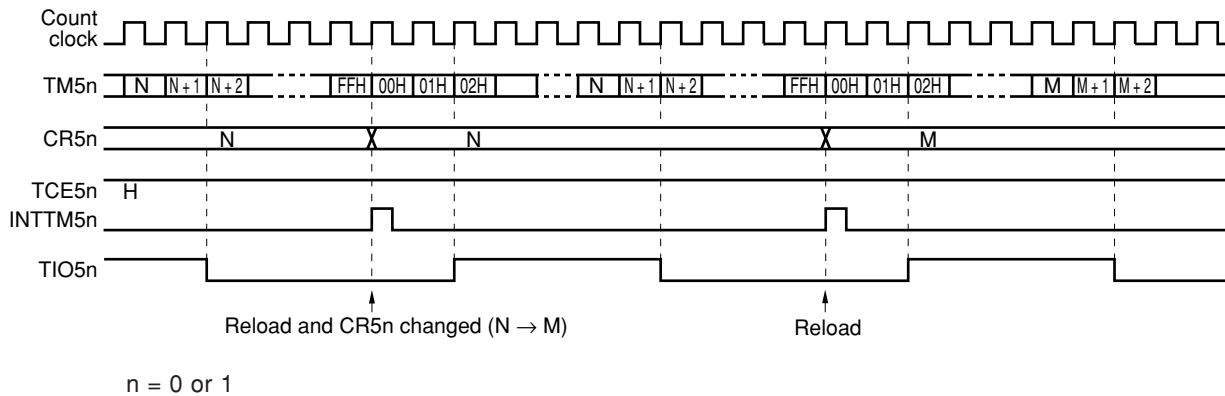 Count
clock
TM5n N N + 1 N + 2 FFH 00H 01H 02H N N + 1 N + 2 FFH 00H 01H 02H M M + 1 M + 2
CR5n N N M
TCE5n H
INTTM5n
TIO5n
Reload and CR5n changed (N → M) Reload
n = 0 or 1